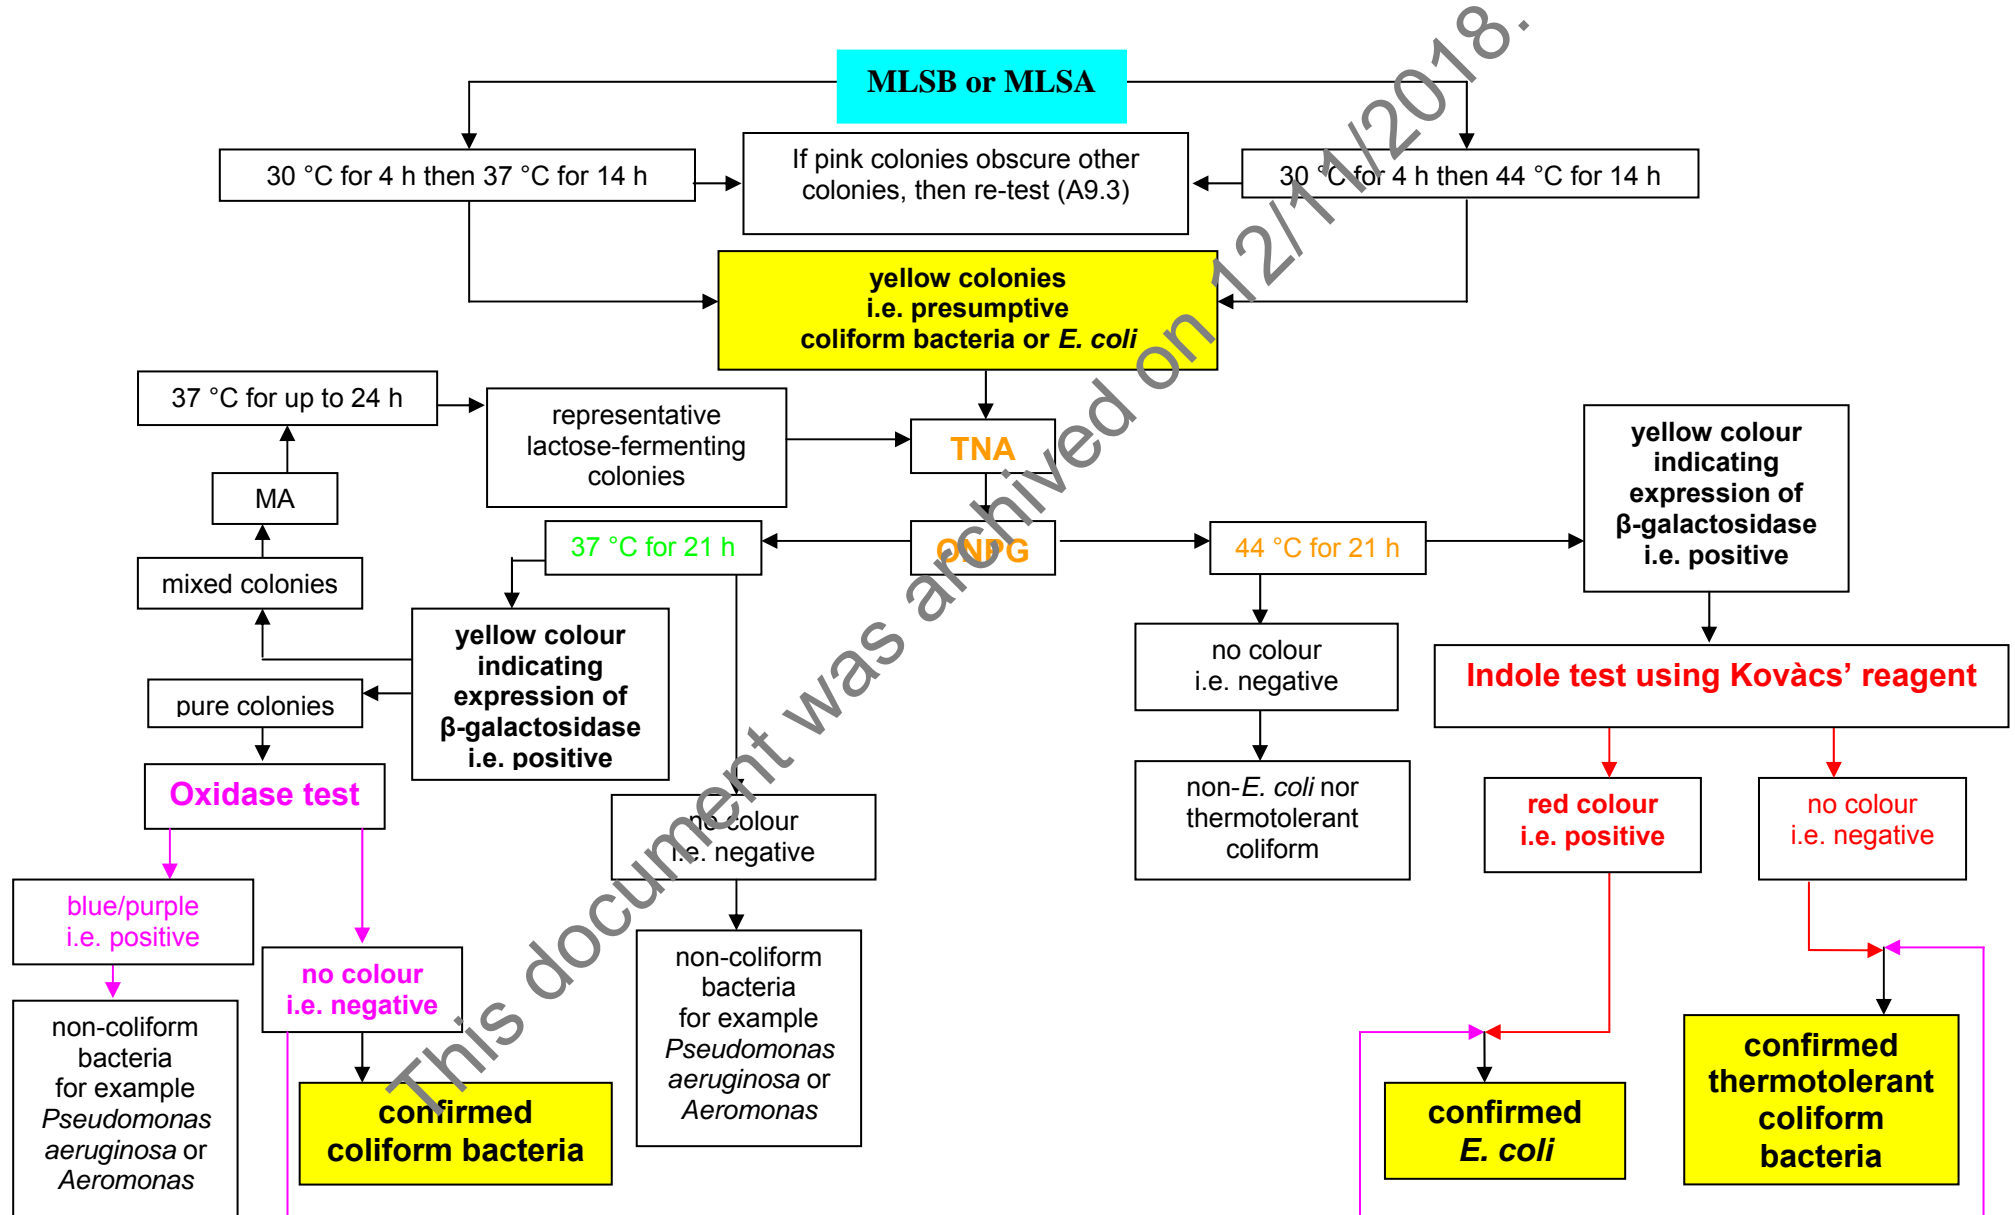 MLSB or MLSA
30 °C for 4 h then 37 °C for 14 h
If pink colonies obscure other
colonies, then re-test (A9.3)
30 °C for 4 h then 44 °C for 14 h
yellow colonies
i.e. presumptive
coliform bacteria or E. coli
37 °C for up to 24 h
representative
lactose-fermenting
colonies
TNA
yellow colour
indicating
expression of
β-galactosidase
i.e. positive
MA
37 °C for 21 h
ONPG
44 °C for 21 h
mixed colonies
yellow colour
indicating
expression of
β-galactosidase
i.e. positive
no colour
i.e. negative
Indole test using Kovàcs’ reagent
pure colonies
Oxidase test
no colour
i.e. negative
non-E. coli nor
thermotolerant
coliform
red colour
i.e. positive
no colour
i.e. negative
blue/purple
i.e. positive
no colour
i.e. negative
non-coliform
bacteria
for example
Pseudomonas
aeruginosa or
Aeromonas
non-coliform
bacteria
for example
Pseudomonas
aeruginosa or
Aeromonas
confirmed
coliform bacteria
confirmed
E. coli
confirmed
thermotolerant
coliform
bacteria
This document was archived on 12/11/2018.